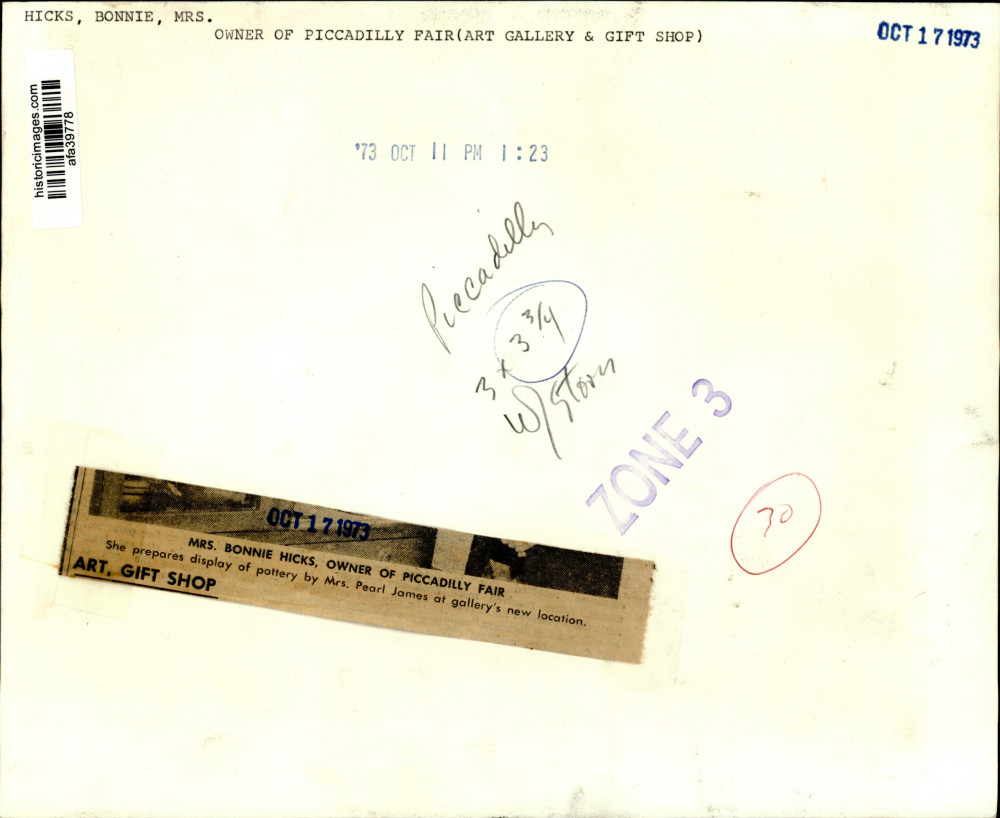 HICKS, BONNIE, MRS.
OWNER OF PICCADILLY FAIR(ART GALLERY & GIFT SHOP)
OCT 17 1973
historicimages.com
afa39778
'73 OCT 11 PM 1:23
Piccadilly
3 x 3 3/4
W/Story
ZONE 3
30
OCT 17 1973
MRS. BONNIE HICKS, OWNER OF PICCADILLY FAIR
She prepares display of pottery by Mrs. Pearl James at gallery's new location.
ART, GIFT SHOP